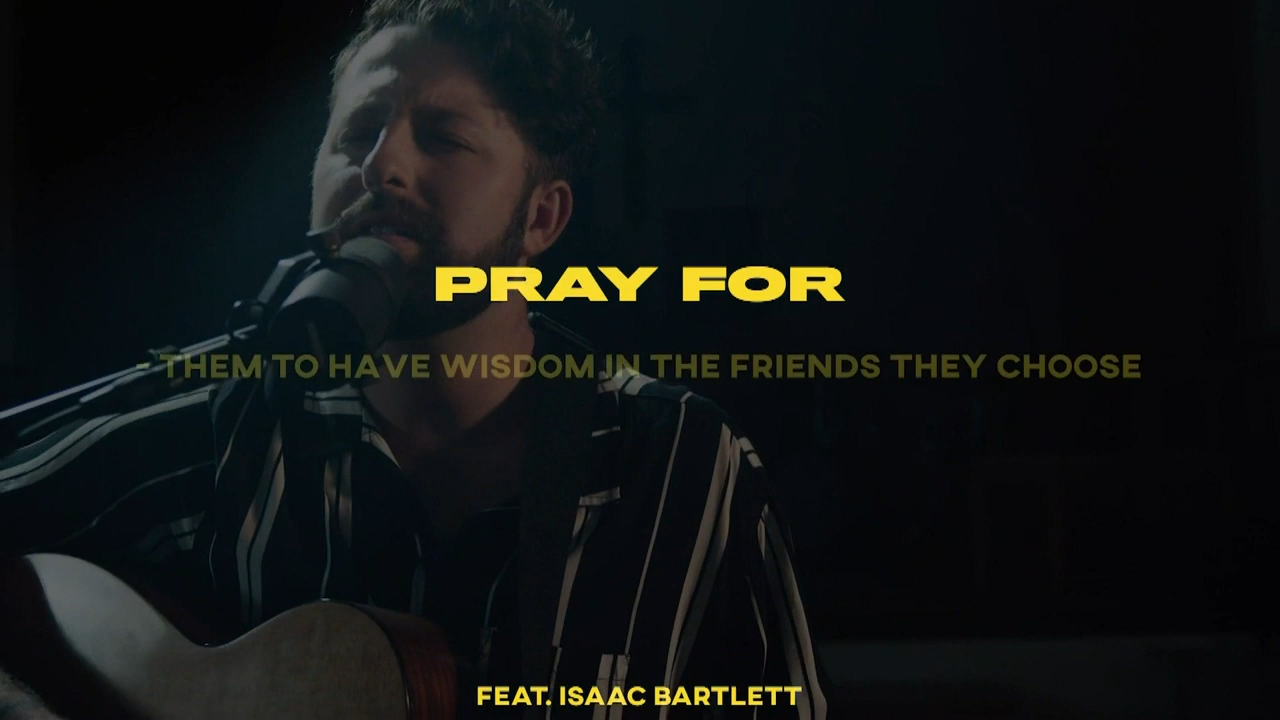 PRAY FOR
- THEM TO HAVE WISDOM IN THE FRIENDS THEY CHOOSE
FEAT. ISAAC BARTLETT